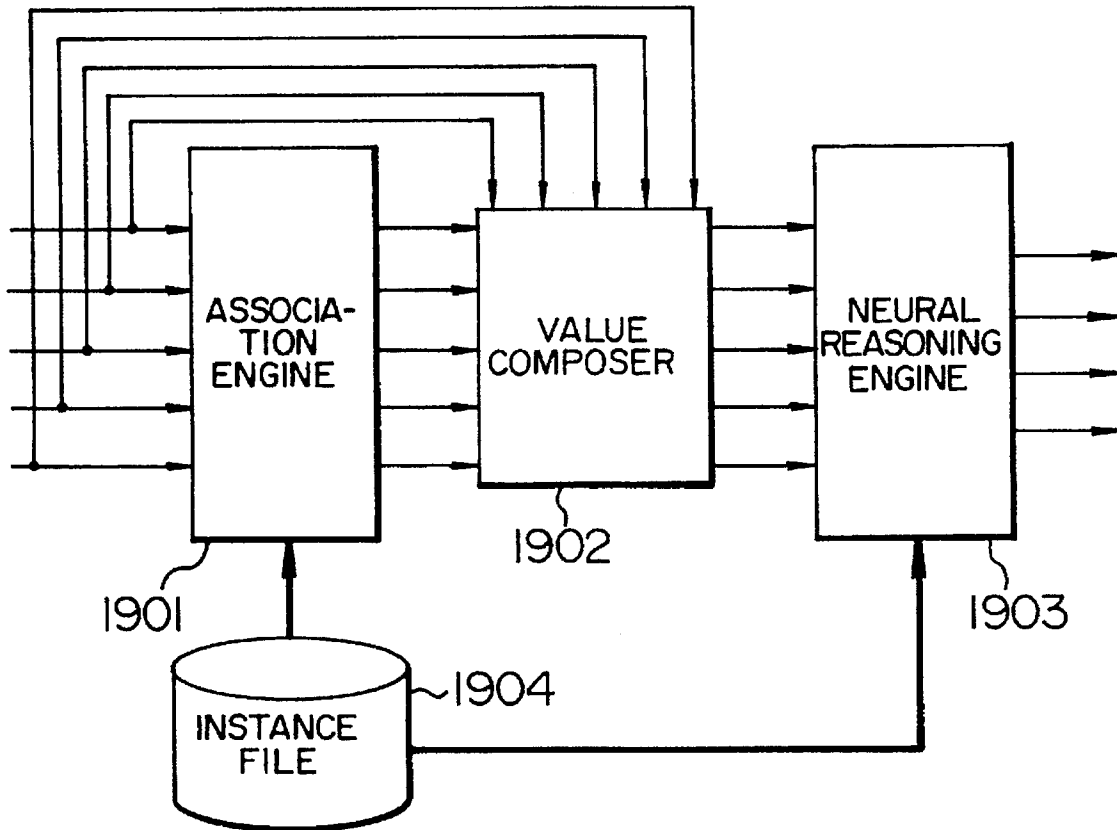 ASSOCIA-
TION
ENGINE
VALUE
COMPOSER
NEURAL
REASONING
ENGINE
1902
1901
1903
1904
INSTANCE
FILE